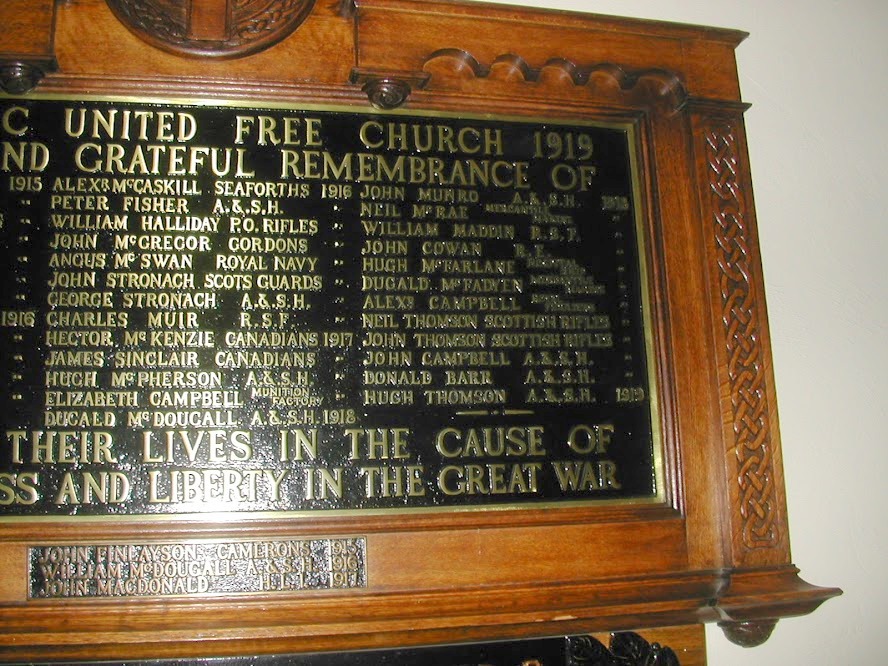 C UNITED FREE CHURCH 1919
ND GRATEFUL REMEMBRANCE OF
1915 ALEXR. MCCASKILL SEAFORTHS 1916 JOHN MUNRO A.&S.H. 1918
" PETER FISHER A.&S.H. " NEIL MCRAE MERCANTILE MARINE "
" WILLIAM HALLIDAY P.O. RIFLES " WILLIAM MADDIN R.S.F. "
" JOHN MCGREGOR GORDONS " JOHN COWAN R.E. "
" ANGUS MCSWAN ROYAL NAVY " HUGH MCFARLANE "
" JOHN STRONACH SCOTS GUARDS " DUGALD MCFADYEN "
" GEORGE STRONACH A.&S.H. " ALEXR. CAMPBELL "
1916 CHARLES MUIR R.S.F. " NEIL THOMSON SCOTTISH RIFLES "
" HECTOR MCKENZIE CANADIANS 1917 JOHN THOMSON SCOTTISH RIFLES "
" JAMES SINCLAIR CANADIANS " JOHN CAMPBELL A.&S.H. "
" HUGH MCPHERSON A.&S.H. " DONALD BARR A.&S.H. "
" ELIZABETH CAMPBELL MUNITION FACTORY " HUGH THOMSON A.&S.H. 1919
DUGALD MCDOUGALL A.&S.H. 1918
THEIR LIVES IN THE CAUSE OF
SS AND LIBERTY IN THE GREAT WAR
JOHN FINLAYSON CAMERONS 1915
WILLIAM MCDOUGALL A.&S.H. 1916
JOHN MACDONALD H.L.I. 1917